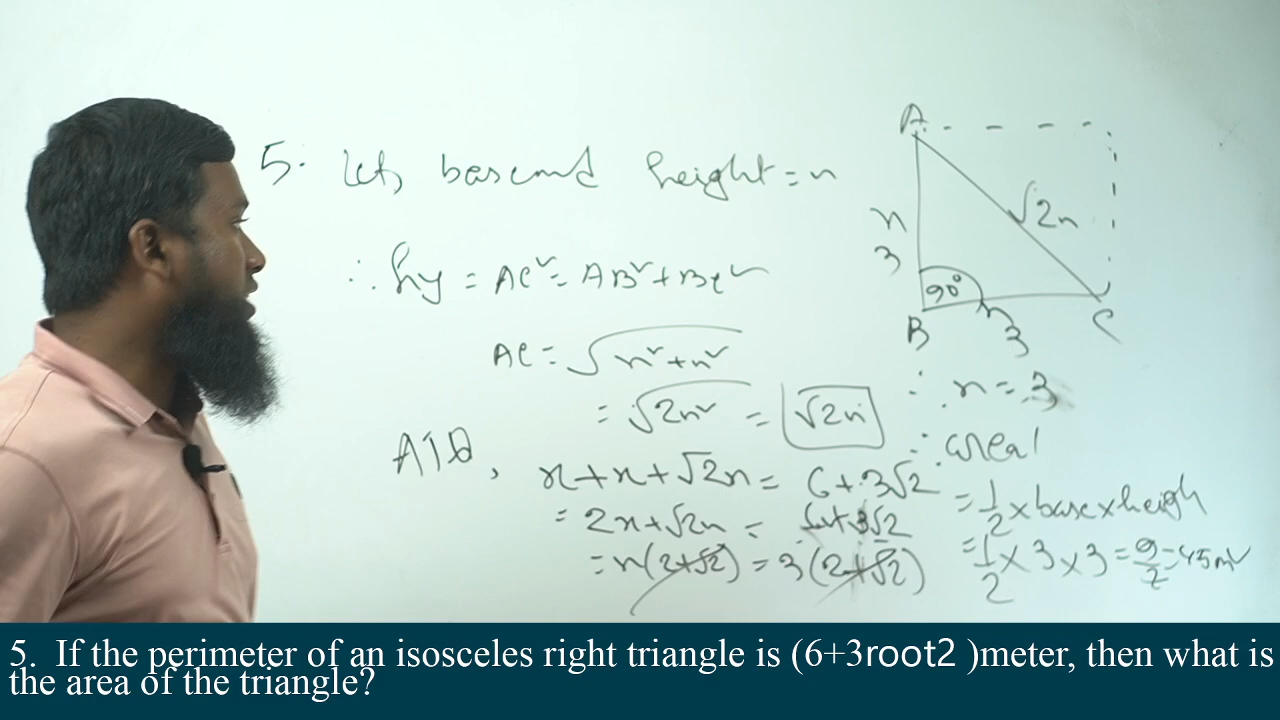 5. Let, base and height = x
∴ hy = AC² = AB² + BC²
AC = √x² + x²
= √2x² = √2x
ATQ, x + x + √2x = 6 + 3√2
= 2x + √2x = 6 + 3√2
= x(2+√2) = 3(2+√2)
A
x
3
√2x
90°
B
x
3
C
∴ x = 3
∴ area
= 1/2 × base × heigh
= 1/2 × 3 × 3 = 9/2 = 4.5 m²
5. If the perimeter of an isosceles right triangle is (6+3root2 )meter, then what is
the area of the triangle?